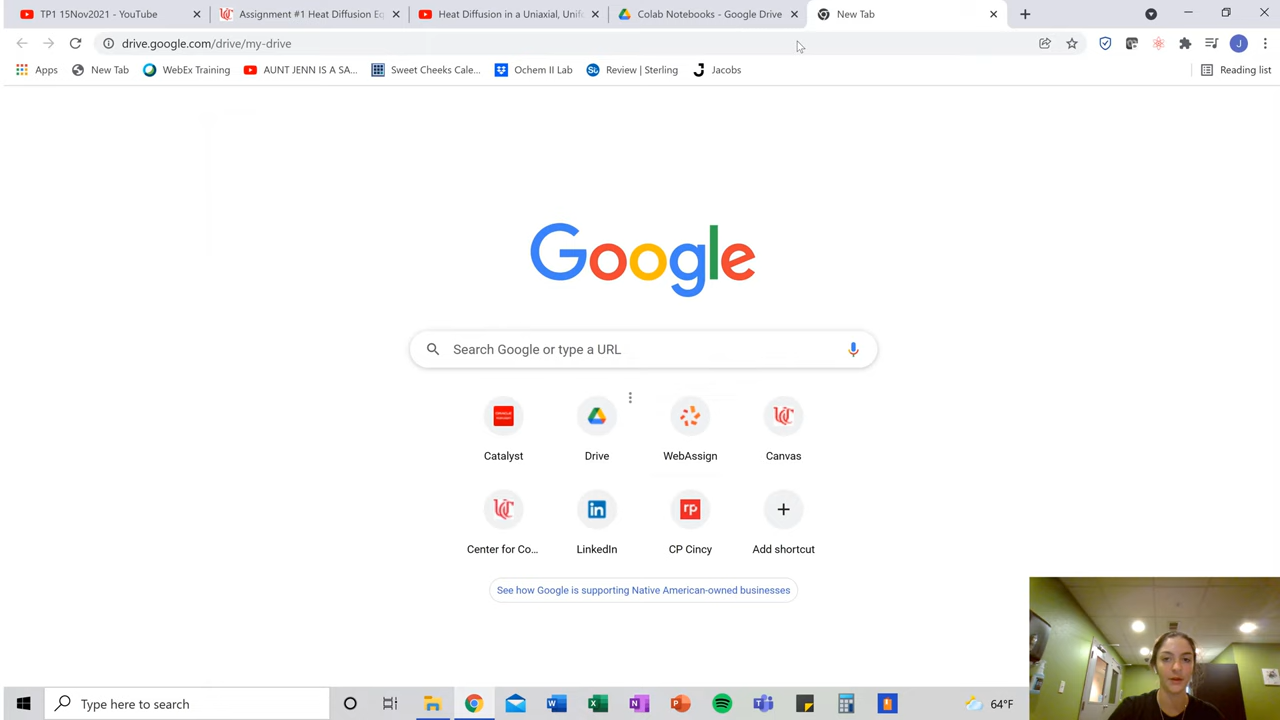 TP1 15Nov2021 - YouTube
Assignment #1 Heat Diffusion Eq
Heat Diffusion in a Uniaxial, Unifo
Colab Notebooks - Google Drive
New Tab
drive.google.com/drive/my-drive
Apps
New Tab
WebEx Training
AUNT JENN IS A SA...
Sweet Cheeks Cale...
Ochem II Lab
Review | Sterling
Jacobs
Reading list
Google
Search Google or type a URL
Catalyst
Drive
WebAssign
Canvas
Center for Co...
LinkedIn
CP Cincy
Add shortcut
See how Google is supporting Native American-owned businesses
Type here to search
64°F